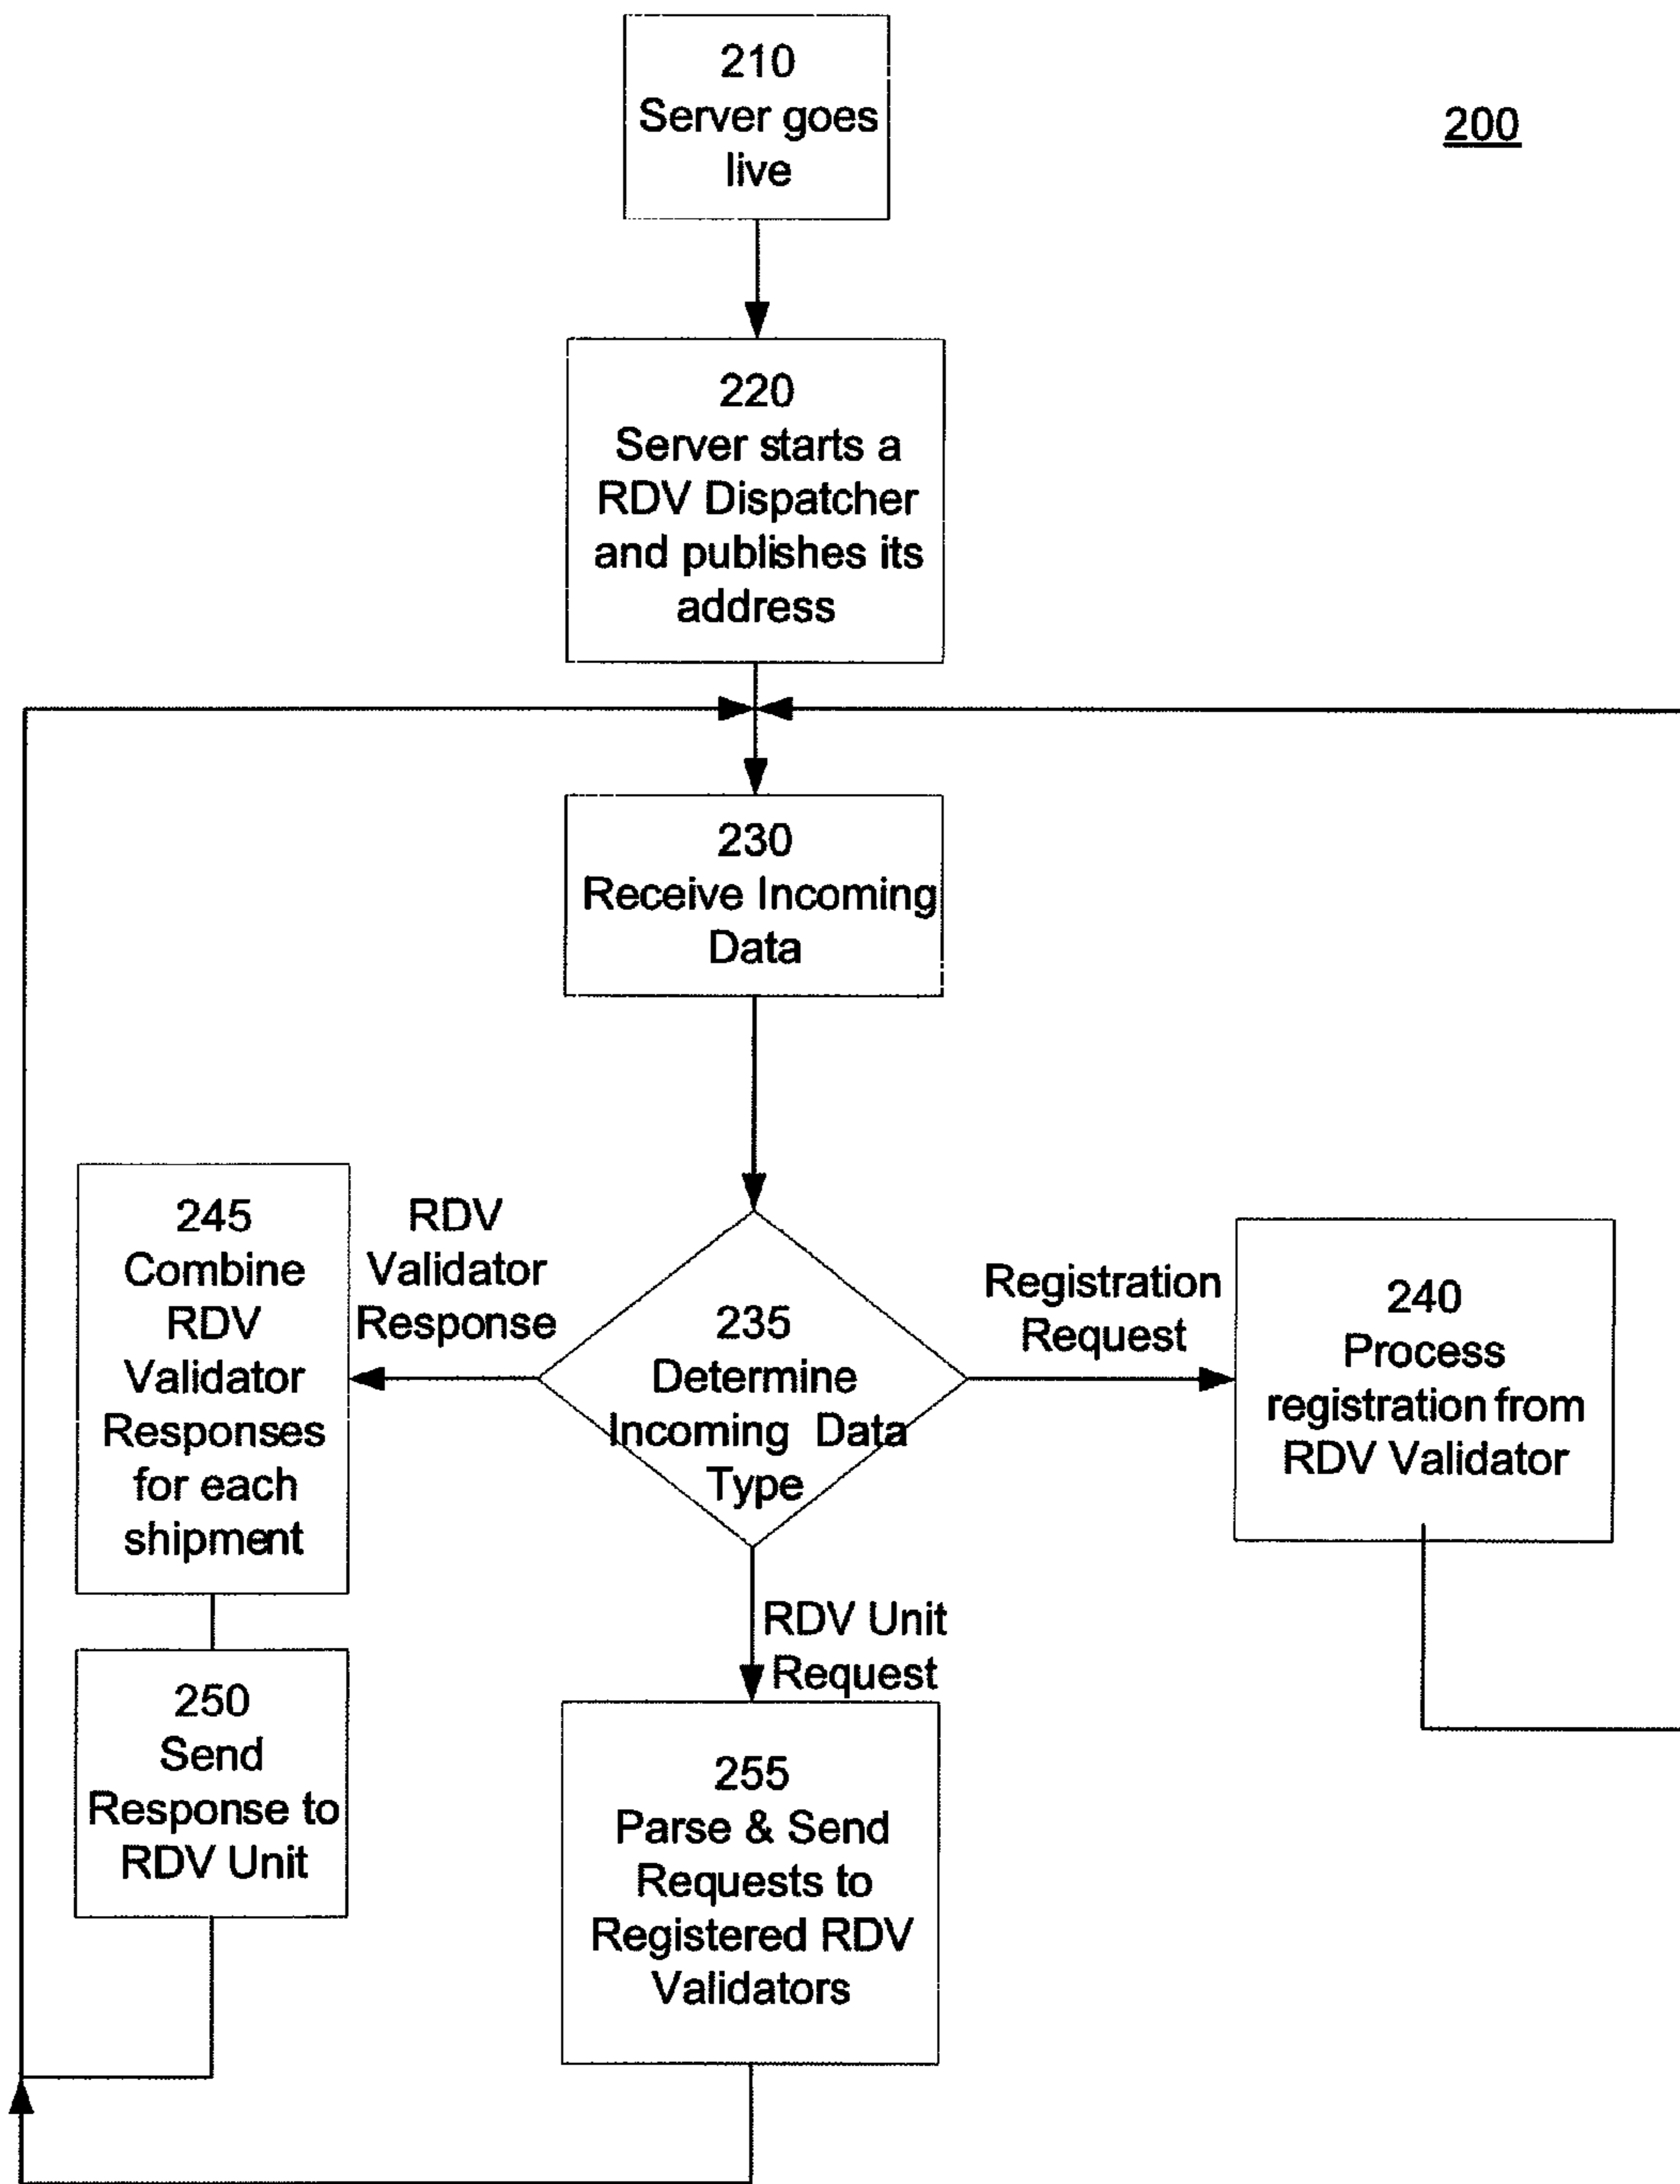 210
Server goes
live
200
220
Server starts a
RDV Dispatcher
and publishes its
address
230
Receive Incoming
Data
245
Combine
RDV
Validator
Responses
for each
shipment
RDV
Validator
Response
235
Determine
Incoming Data
Type
Registration
Request
240
Process
registration from
RDV Validator
RDV Unit
Request
250
Send
Response to
RDV Unit
255
Parse & Send
Requests to
Registered RDV
Validators